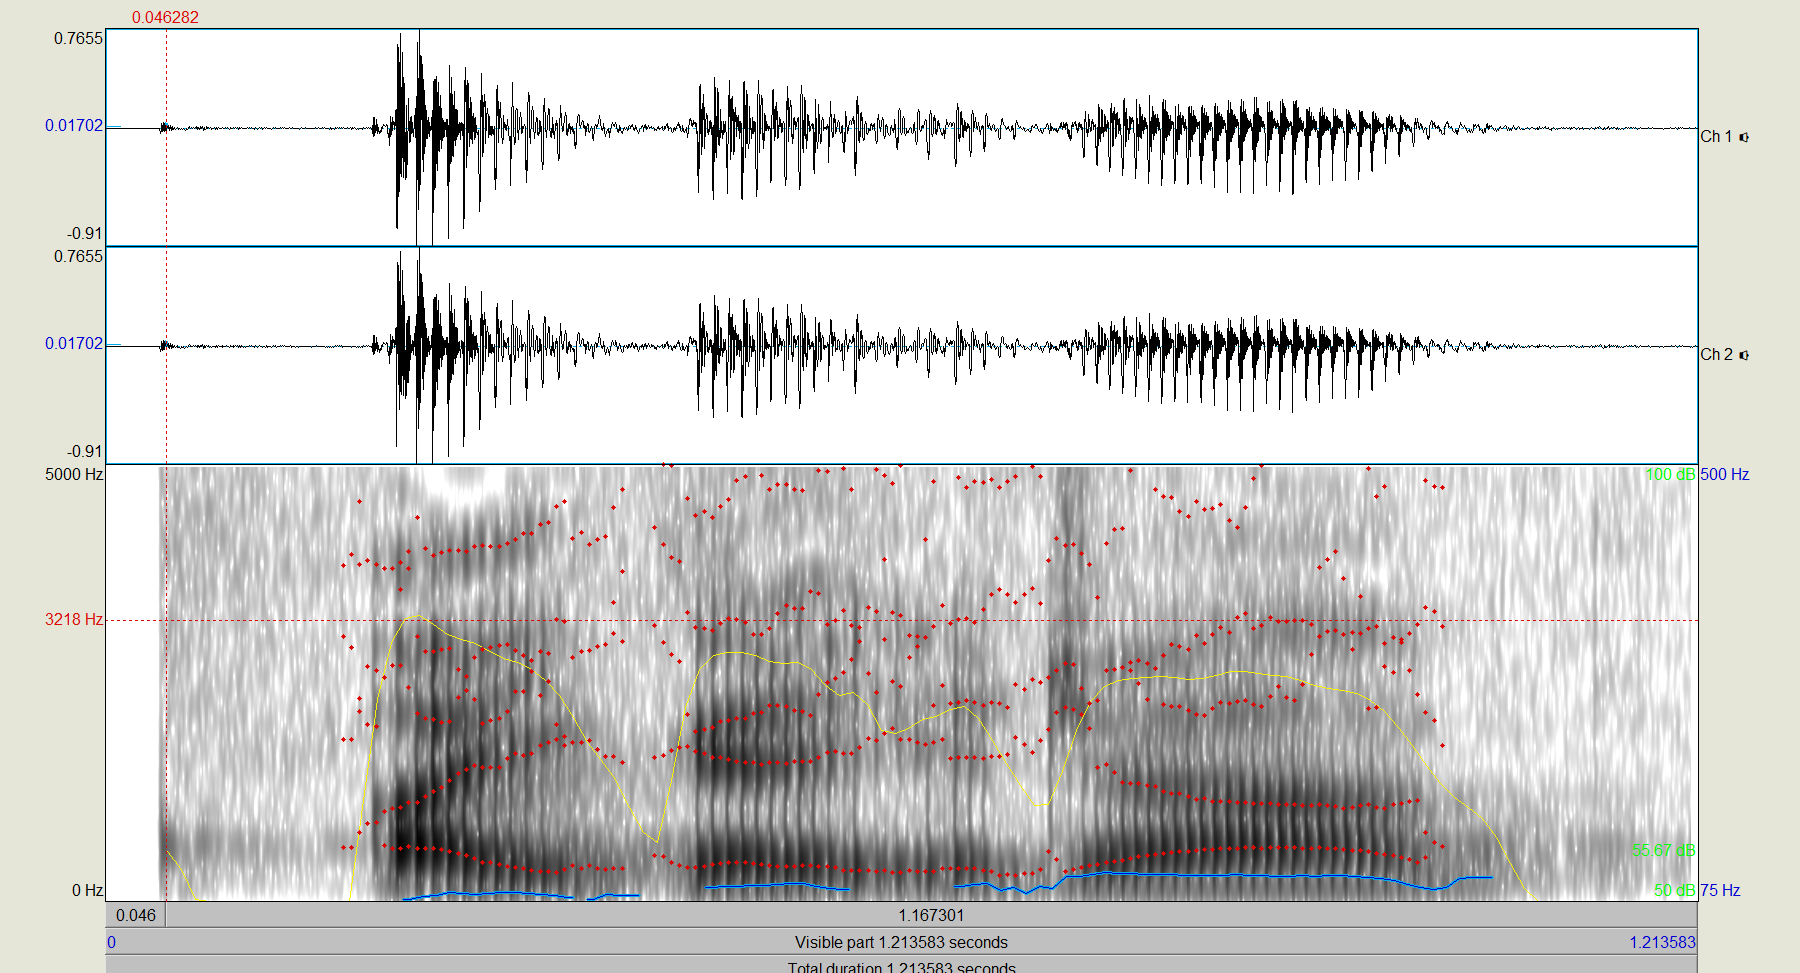 0.046282
0.7655
0.01702
-0.91
Ch 1
0.7655
0.01702
-0.91
Ch 2
5000 Hz
100 dB 500 Hz
3218 Hz
55.67 dB
0 Hz
50 dB 75 Hz
0.046
1.167301
0
Visible part 1.213583 seconds
1.213583
Total duration 1.213583 seconds